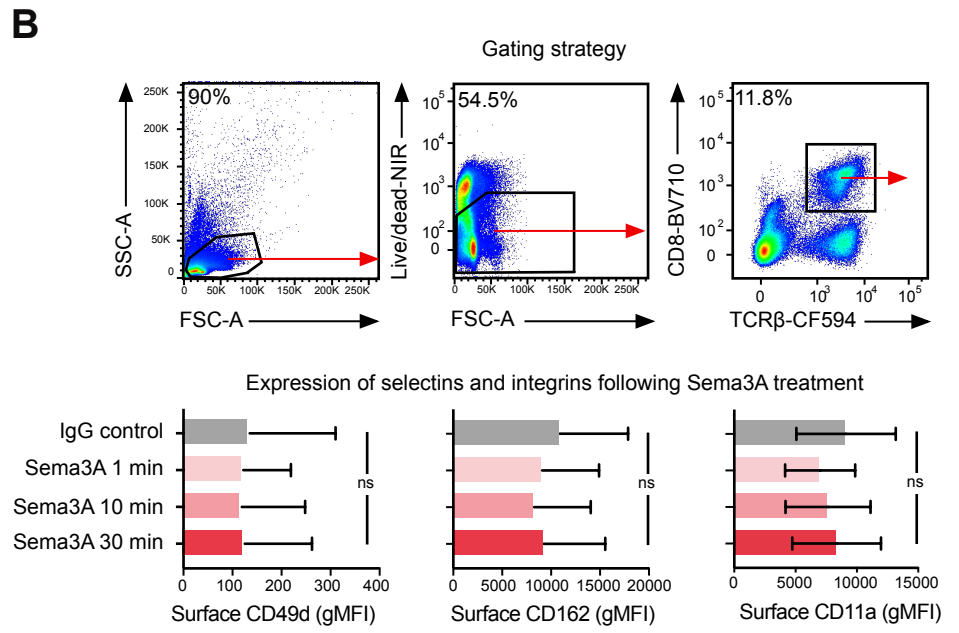 B
Gating strategy
90%
SSC-A
250K
200K
150K
100K
50K
0
0 50K 100K 150K 200K 250K
FSC-A
54.5%
Live/dead-NIR
10^5
10^4
10^3
10^2
0
0 50K 100K 150K 200K 250K
FSC-A
11.8%
CD8-BV710
10^5
10^4
10^3
10^2
0
0 10^3 10^4 10^5
TCRβ-CF594
Expression of selectins and integrins following Sema3A treatment
IgG control
Sema3A 1 min
Sema3A 10 min
Sema3A 30 min
ns
0 100 200 300 400
Surface CD49d (gMFI)
ns
0 5000 10000 15000 20000
Surface CD162 (gMFI)
ns
0 5000 10000 15000
Surface CD11a (gMFI)